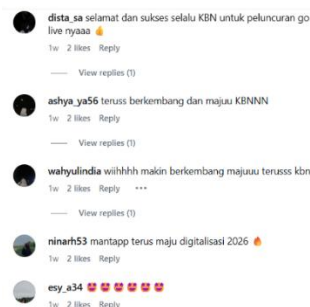 dista_sa selamat dan sukses selalu KBN untuk peluncuran go
live nyaaa 👍
1w 2 likes Reply
View replies (1)
ashya_ya56 teruss berkembang dan majuu KBNNN
1w 2 likes Reply
View replies (1)
wahyulindia wiihhhh makin berkembang majuuu terusss kbn
1w 2 likes Reply •••
View replies (1)
ninarh53 mantapp terus maju digitalisasi 2026 🔥
1w 2 likes Reply
esy_a34 🤩🤩🤩🤩🤩🤩
1w 2 likes Reply